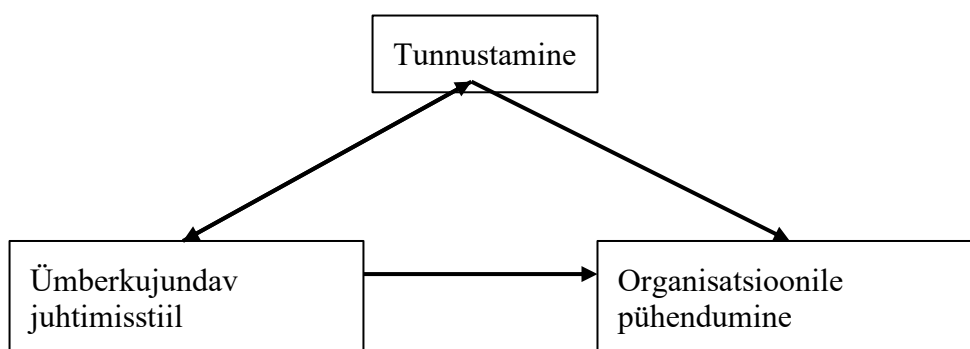 Tunnustamine
Ümberkujundav
juhtimisstiil
Organisatsioonile
pühendumine